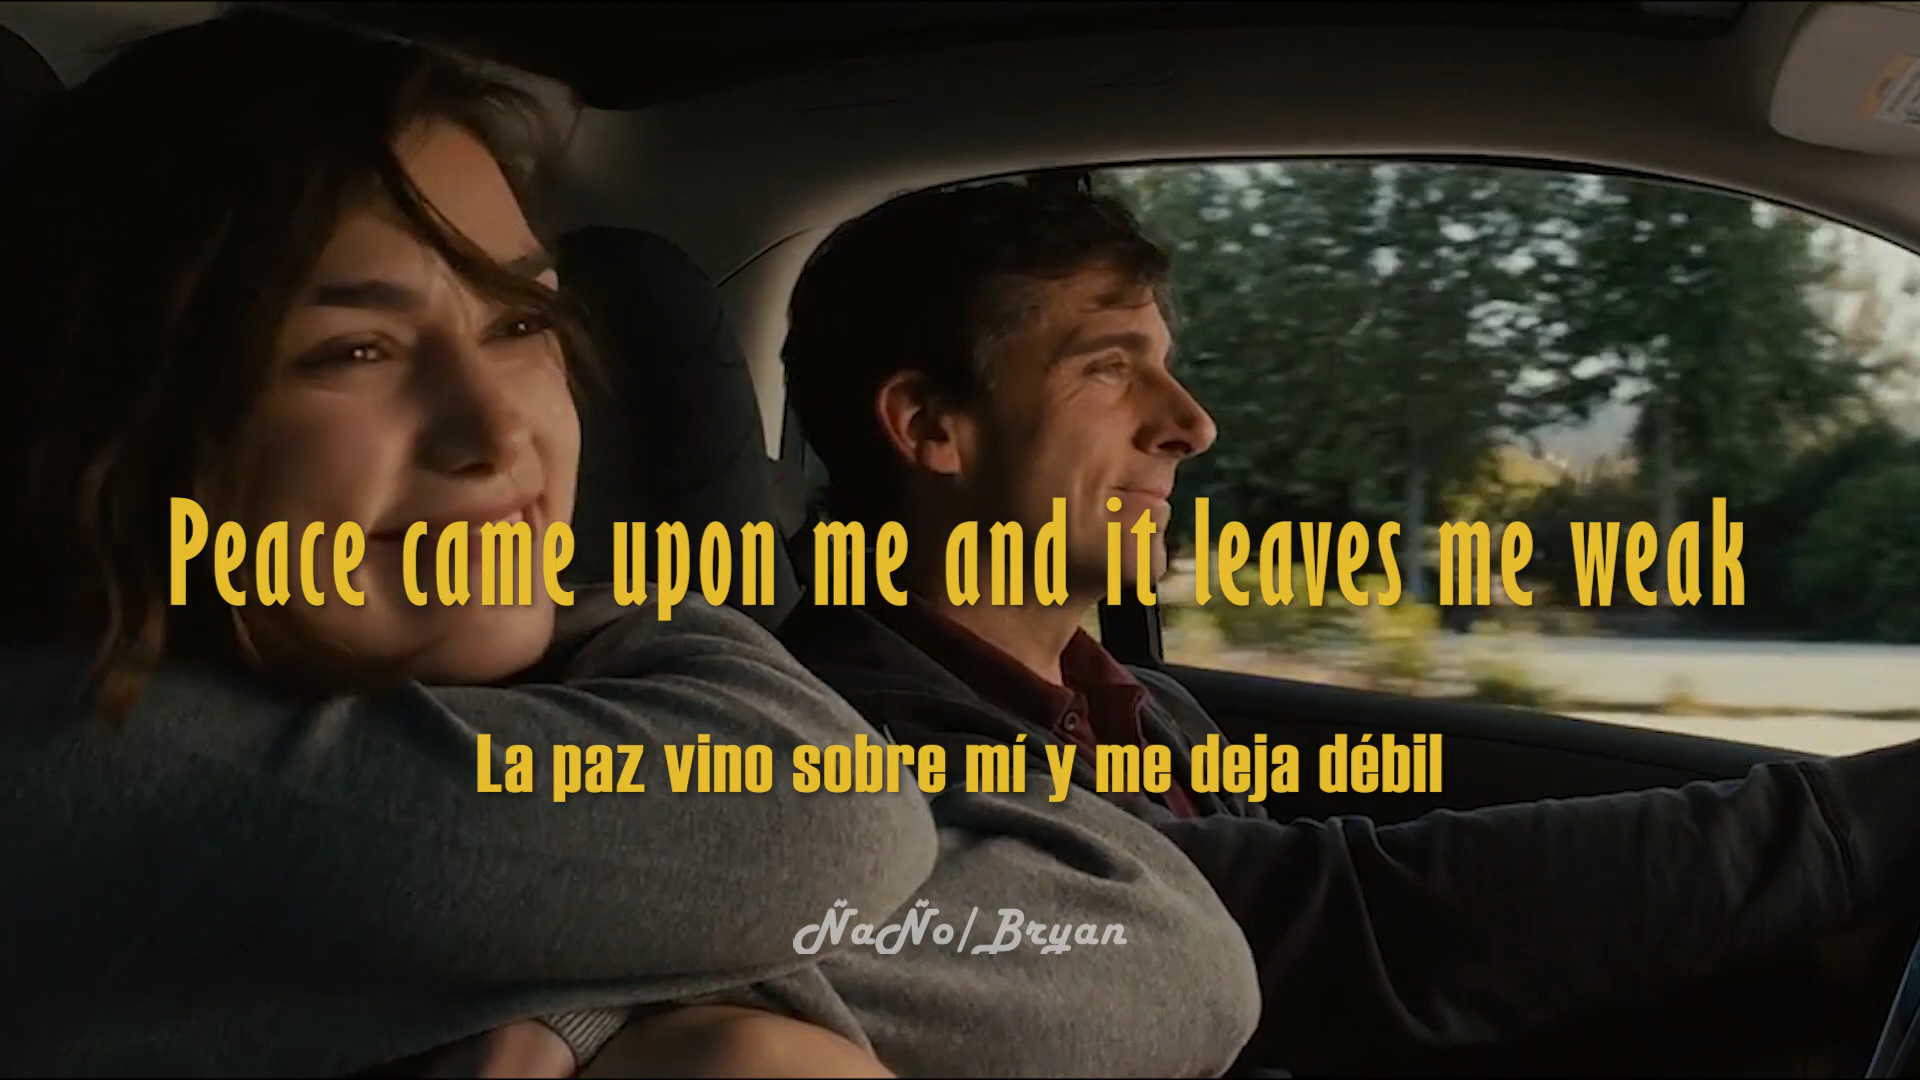 Peace came upon me and it leaves me weak
La paz vino sobre mí y me deja débil
ÑaÑo/Bryan